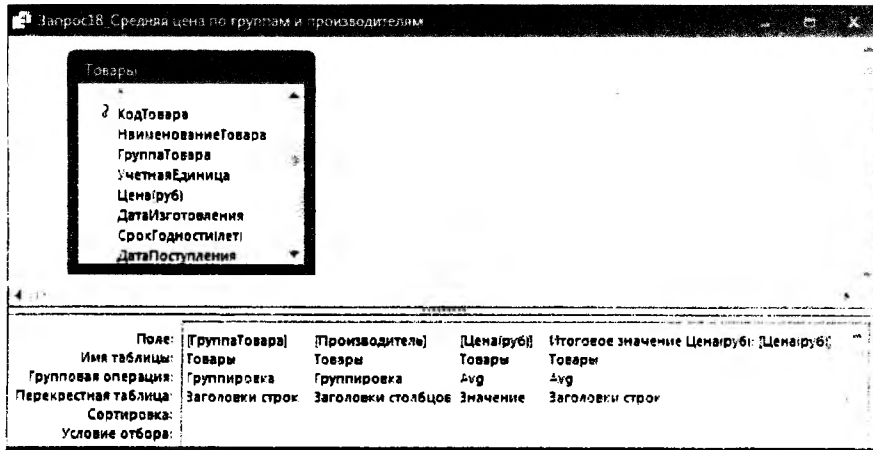 Запрос18_Средняя цена по группам и производителям
Товары
*
КодТовара
НаименованиеТовара
ГруппаТовара
УчетнаяЕдиница
Цена(руб)
ДатаИзготовления
СрокГодности(лет)
ДатаПоступления
Поле: [ГруппаТовара] [Производитель] [Цена(руб)] Итоговое значение Цена(руб): [Цена(руб)]
Имя таблицы: Товары Товары Товары Товары
Групповая операция: Группировка Группировка Avg Avg
Перекрестная таблица: Заголовки строк Заголовки столбцов Значение Заголовки строк
Сортировка:
Условие отбора: